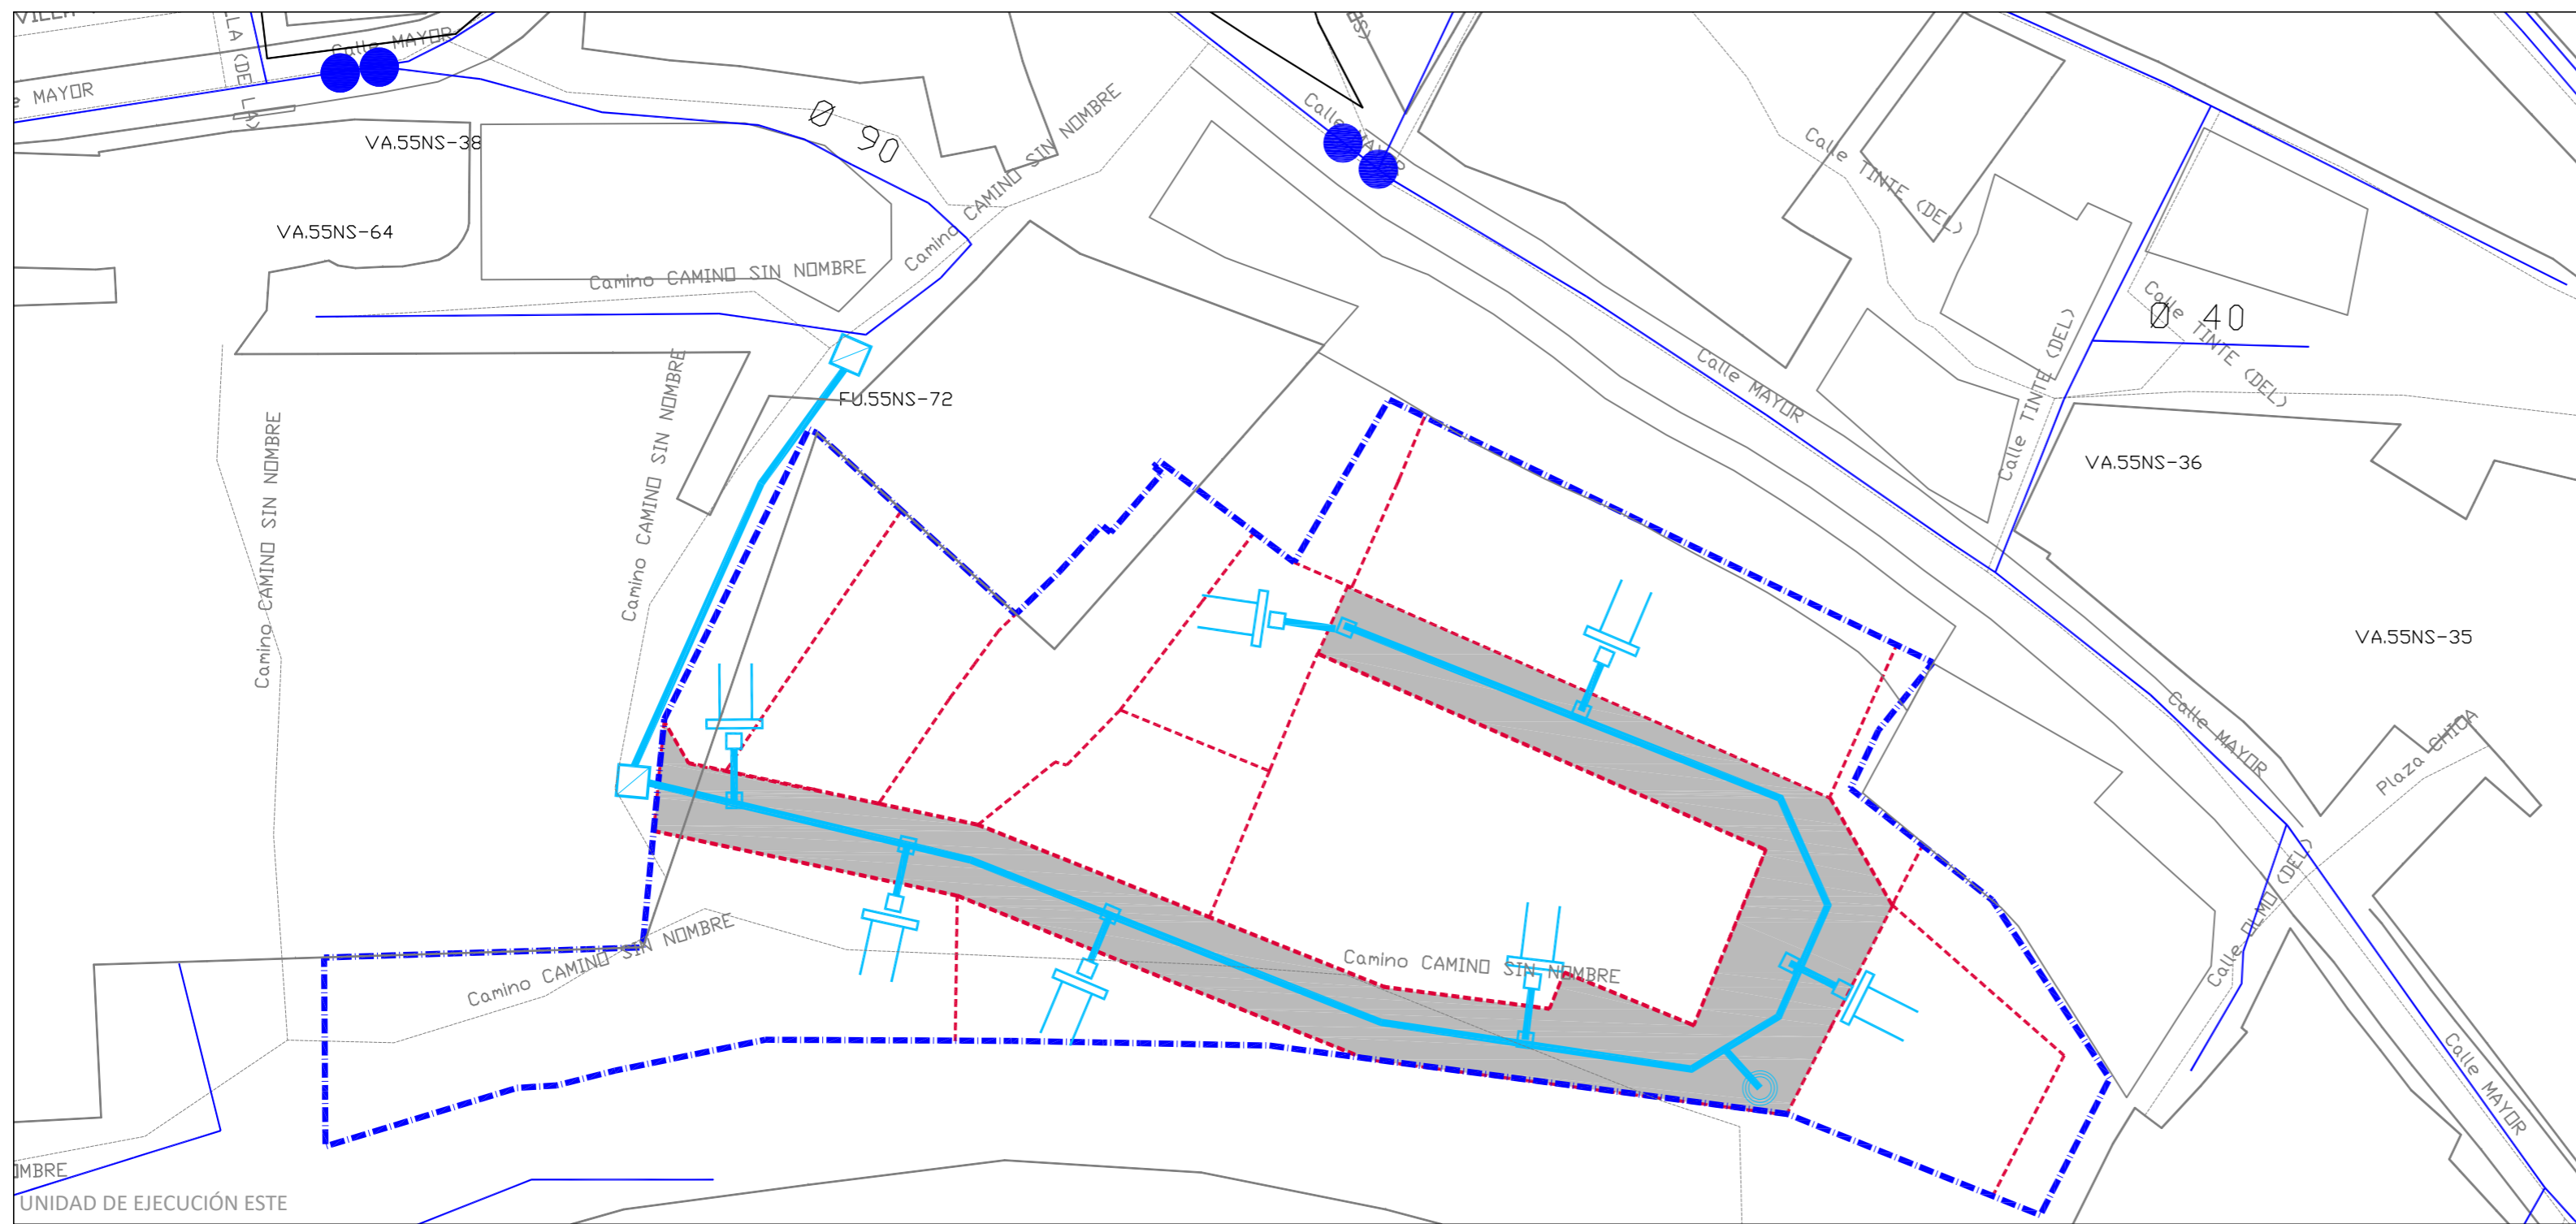 Calle MAYOR
MAYOR
VA.55NS-38
VA.55NS-64
Ø 90
Camino CAMINO SIN NOMBRE
Camino CAMINO SIN NOMBRE
Camino CAMINO SIN NOMBRE
Camino CAMINO SIN NOMBRE
FU.55NS-72
Calle MAYOR
Calle TINTE (DEL)
Calle TINTE (DEL)
Ø 40
Calle TINTE (DEL)
Calle MAYOR
VA.55NS-36
VA.55NS-35
Calle MAYOR
Plaza CHICA
Calle OLMO (DEL)
Calle MAYOR
Camino CAMINO SIN NOMBRE
Camino CAMINO SIN NOMBRE
UNIDAD DE EJECUCIÓN ESTE